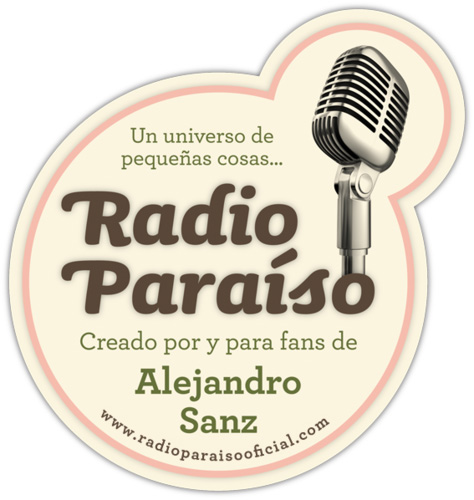 Un universo de
pequeñas cosas...
Radio
Paraíso
Creado por y para fans de
Alejandro
Sanz
www.radioparaisooficial.com